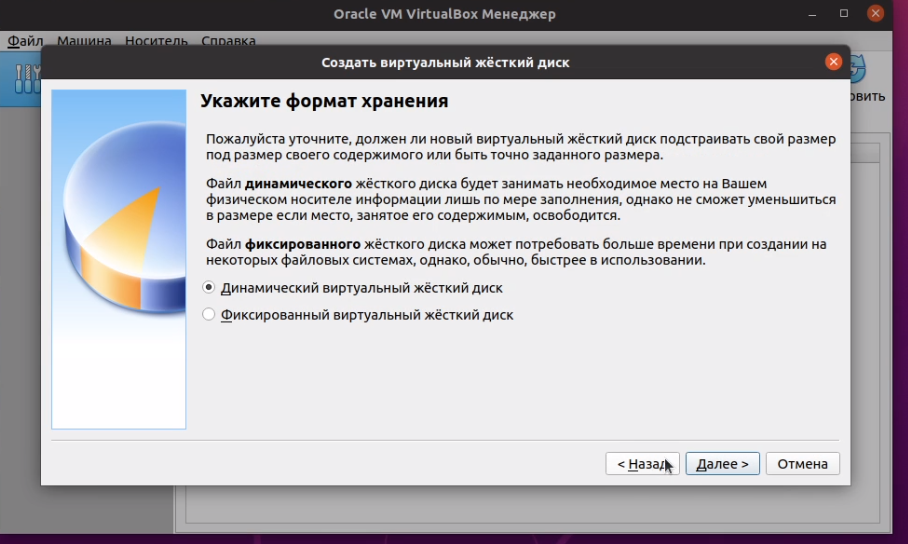 Oracle VM VirtualBox Менеджер
Файл Машина Носитель Справка
Создать виртуальный жёсткий диск
Укажите формат хранения
Пожалуйста уточните, должен ли новый виртуальный жёсткий диск подстраивать свой размер
под размер своего содержимого или быть точно заданного размера.
Файл динамического жёсткого диска будет занимать необходимое место на Вашем
физическом носителе информации лишь по мере заполнения, однако не сможет уменьшиться
в размере если место, занятое его содержимым, освободится.
Файл фиксированного жёсткого диска может потребовать больше времени при создании на
некоторых файловых системах, однако, обычно, быстрее в использовании.
Динамический виртуальный жёсткий диск
Фиксированный виртуальный жёсткий диск
< Назад
Далее >
Отмена